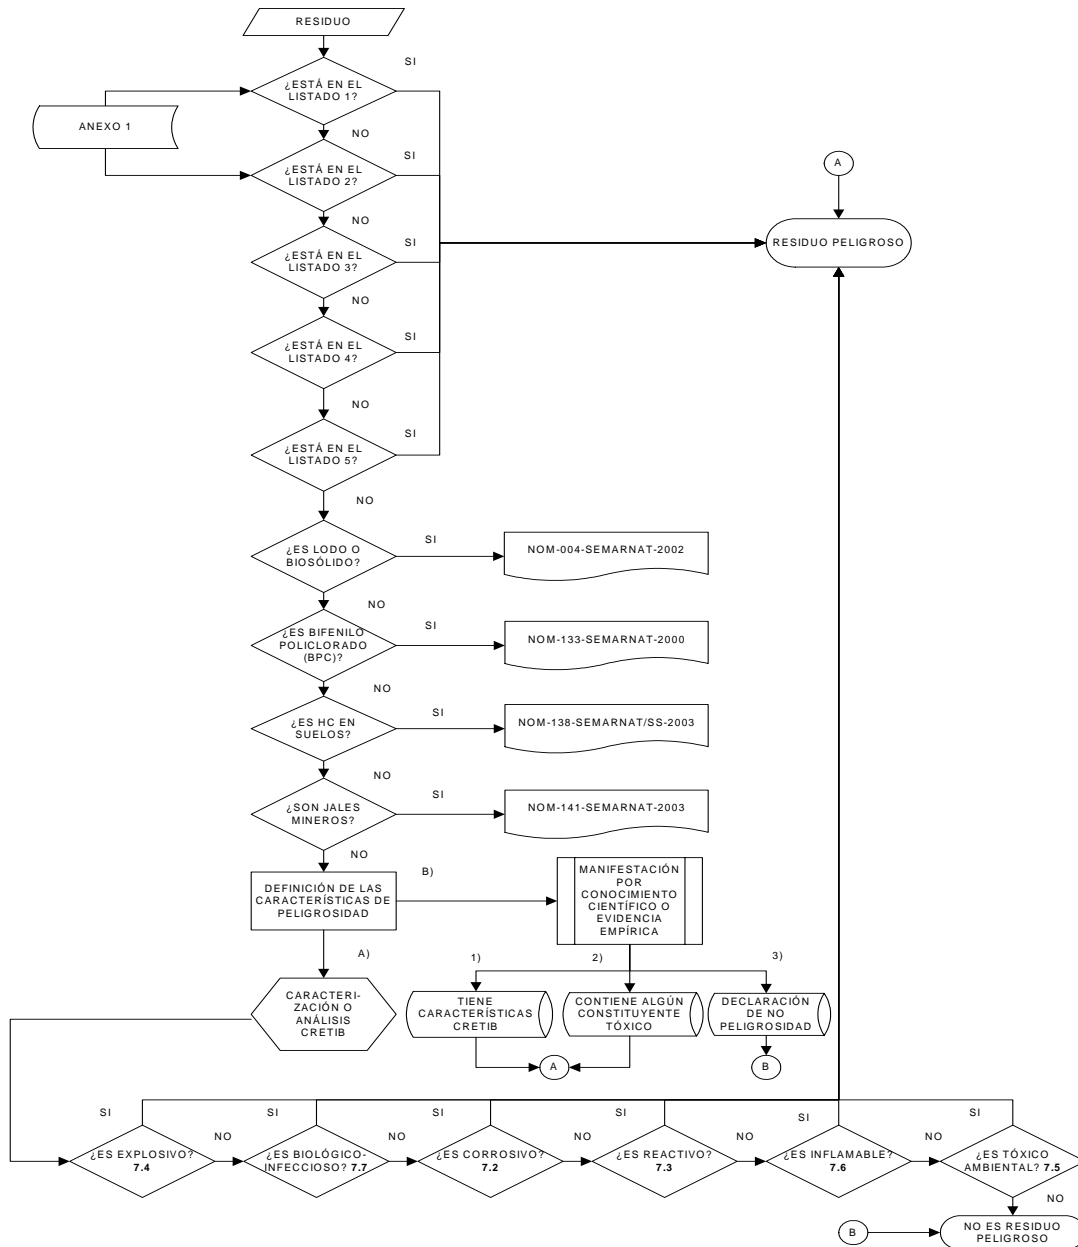 RESIDUO
SI
¿ESTÁ EN EL
LISTADO 1?
ANEXO 1
NO
SI
¿ESTÁ EN EL
LISTADO 2?
A
NO
SI
¿ESTÁ EN EL
LISTADO 3?
RESIDUO PELIGROSO
NO
SI
¿ESTÁ EN EL
LISTADO 4?
NO
SI
¿ESTÁ EN EL
LISTADO 5?
NO
SI
¿ES LODO O
BIOSÓLIDO?
NOM-004-SEMARNAT-2002
NO
SI
¿ES BIFENILO
POLICLORADO
(BPC)?
NOM-133-SEMARNAT-2000
NO
SI
¿ES HC EN
SUELOS?
NOM-138-SEMARNAT/SS-2003
NO
SI
¿SON JALES
MINEROS?
NOM-141-SEMARNAT-2003
NO
B)
DEFINICIÓN DE LAS
CARACTERÍSTICAS DE
PELIGROSIDAD
MANIFESTACIÓN
POR
CONOCIMIENTO
CIENTÍFICO O
EVIDENCIA
EMPÍRICA
A)
1)
2)
3)
CARACTERI-
ZACIÓN O
ANÁLISIS
CRETIB
TIENE
CARACTERÍSTICAS
CRETIB
CONTIENE ALGÚN
CONSTITUYENTE
TÓXICO
DECLARACIÓN
DE NO
PELIGROSIDAD
A
B
SI
SI
SI
SI
SI
SI
NO
NO
NO
NO
NO
¿ES EXPLOSIVO?
7.4
¿ES BIOLÓGICO-
INFECCIOSO? 7.7
¿ES CORROSIVO?
7.2
¿ES REACTIVO?
7.3
¿ES INFLAMABLE?
7.6
¿ES TÓXICO
AMBIENTAL? 7.5
NO
B
NO ES RESIDUO
PELIGROSO